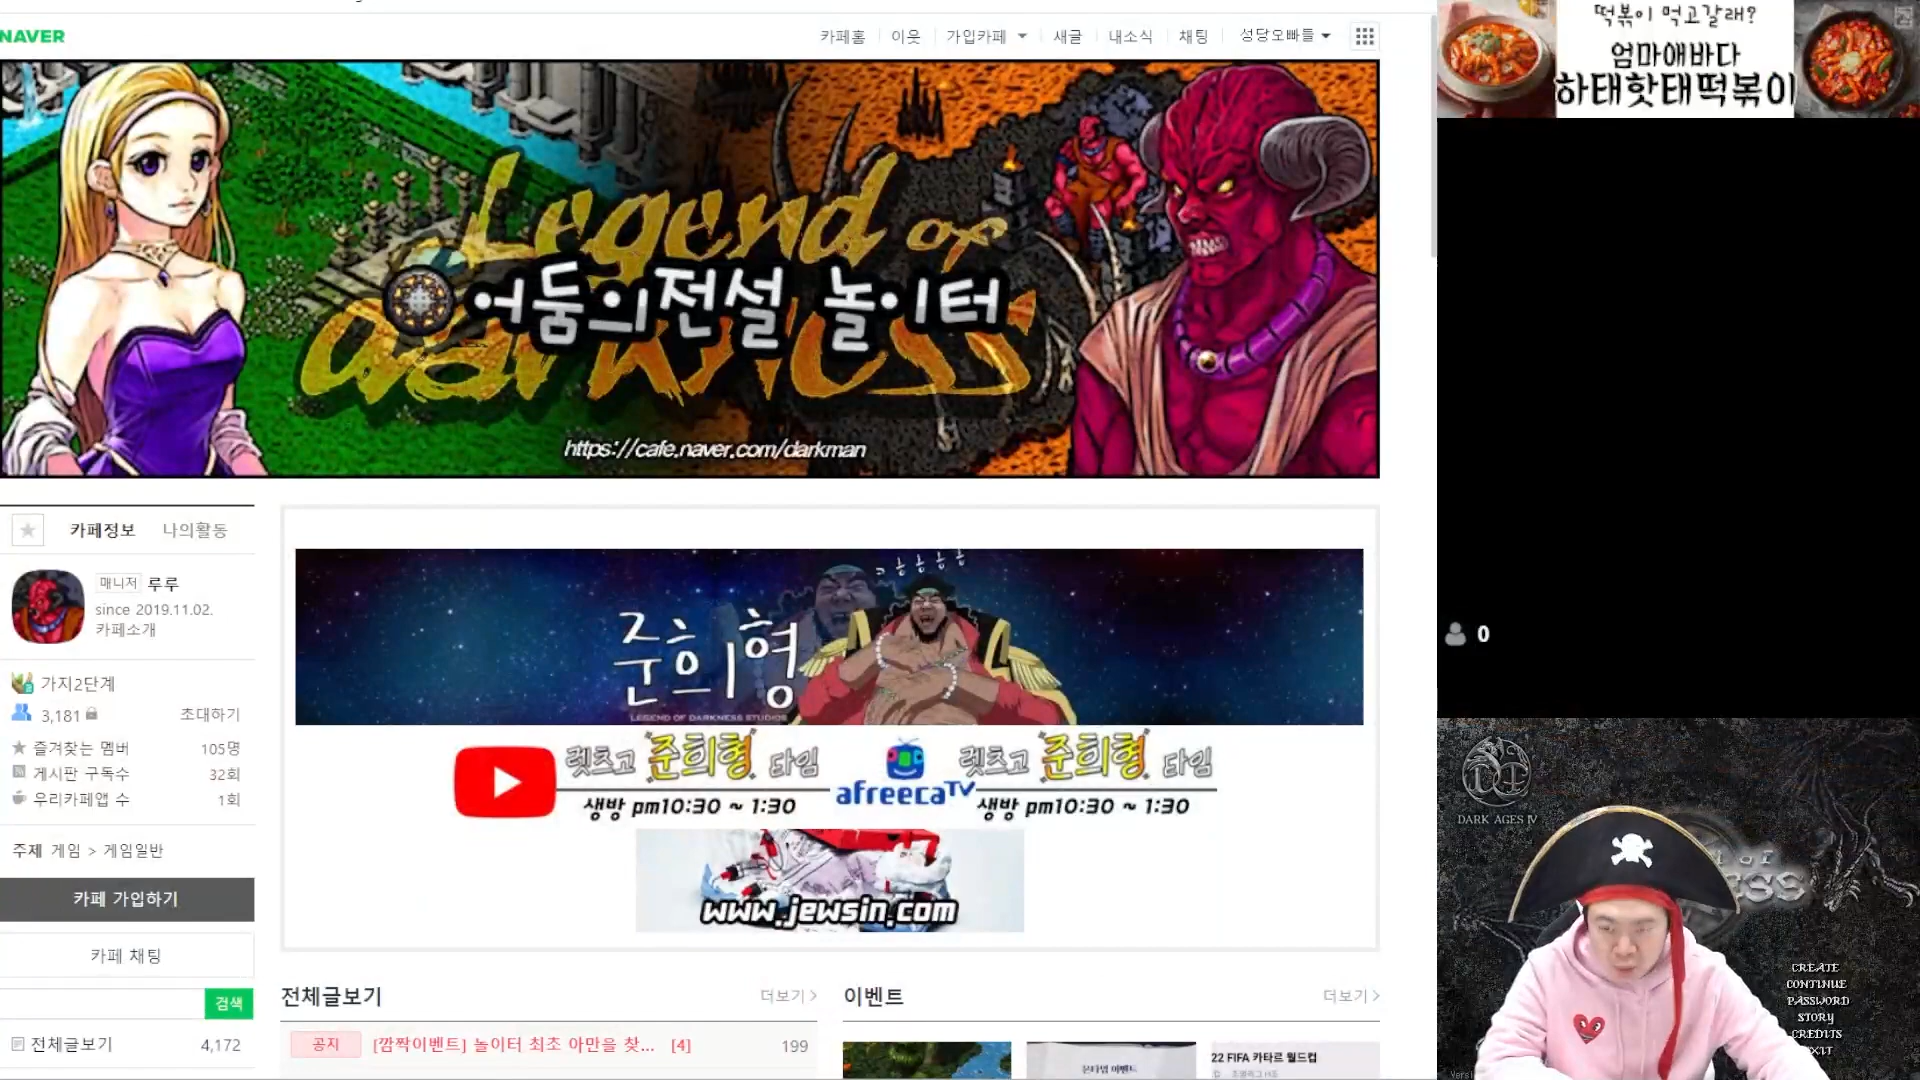 NAVER
카페홈 이웃 가입카페 새글 내소식 채팅 성당오빠들
Legend of
darkness
어둠의전설 놀이터
https://cafe.naver.com/darkman
카페정보 나의활동
매니저 루루
since 2019.11.02.
카페소개
가지2단계
3,181 초대하기
즐겨찾는 멤버 105명
게시판 구독수 32회
우리카페앱 수 1회
주제 게임 > 게임일반
카페 가입하기
카페 채팅
검색
전체글보기 4,172
준희형
LEGEND OF DARKNESS STUDIOS
렛츠고 준희형 타임
생방 pm10:30 ~ 1:30
afreecaTV
렛츠고 준희형 타임
생방 pm10:30 ~ 1:30
www.jewsin.com
전체글보기 더보기
공지 [깜짝이벤트] 놀이터 최초 아만을 찾... [4] 199
이벤트 더보기
22 FIFA 카타르 월드컵
떡볶이 먹고갈래?
엄마애바다
하태핫태떡볶이
0
DARK AGES IV
CREATE
CONTINUE
PASSWORD
STORY
CREDITS